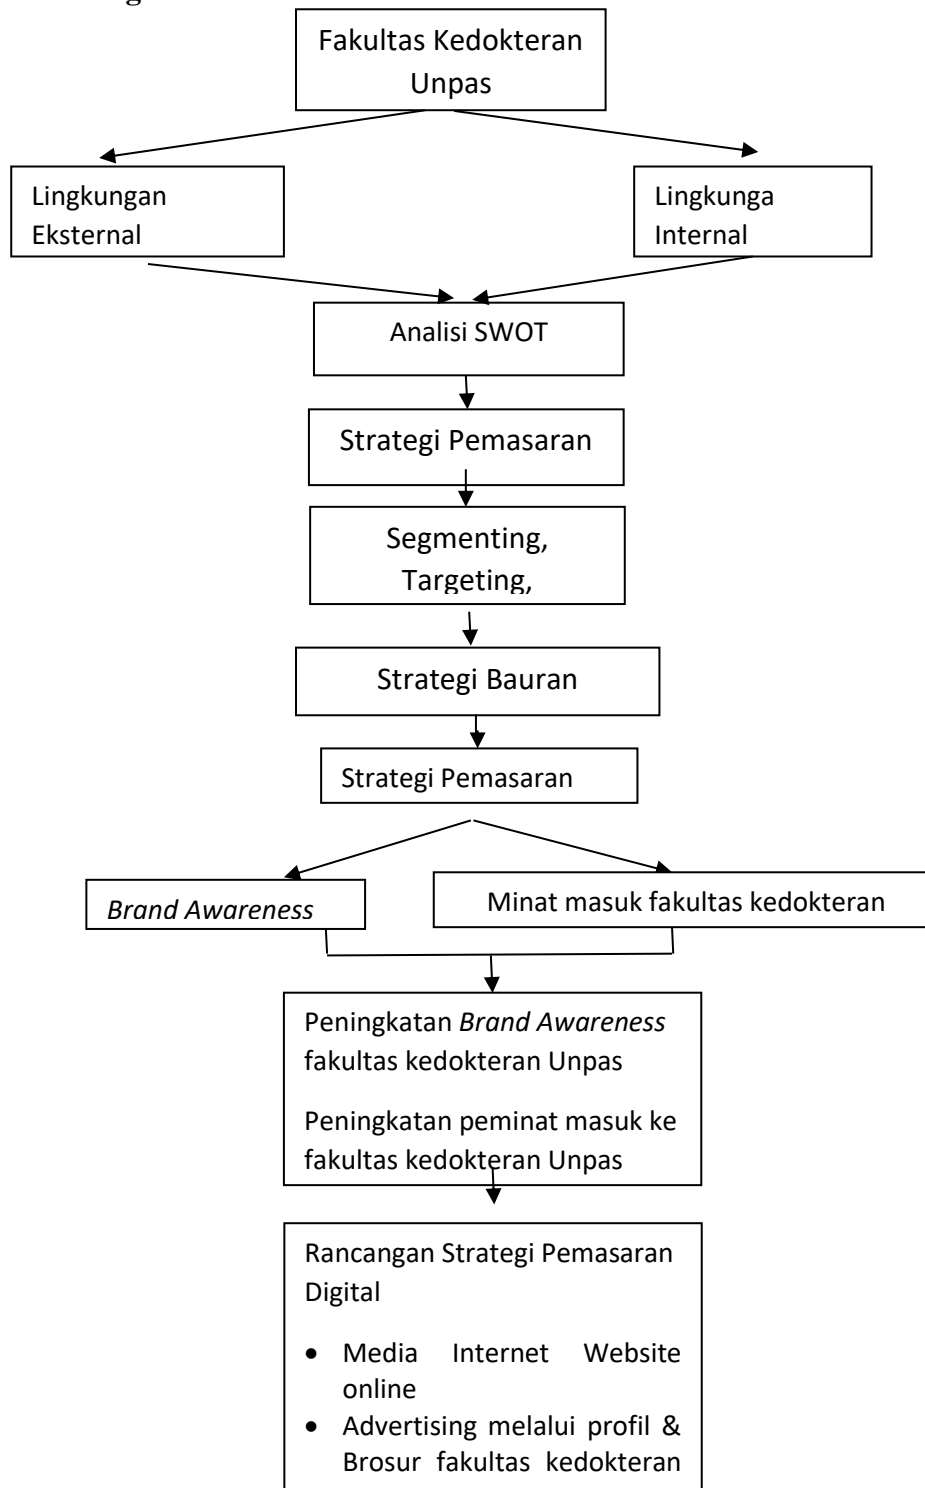 Fakultas Kedokteran
Unpas
Lingkungan
Eksternal
Lingkunga
Internal
Analisi SWOT
Strategi Pemasaran
Segmenting,
Targeting,
Strategi Bauran
Strategi Pemasaran
Brand Awareness
Minat masuk fakultas kedokteran
Peningkatan Brand Awareness
fakultas kedokteran Unpas
Peningkatan peminat masuk ke
fakultas kedokteran Unpas
Rancangan Strategi Pemasaran
Digital
• Media Internet Website
online
• Advertising melalui profil &
Brosur fakultas kedokteran